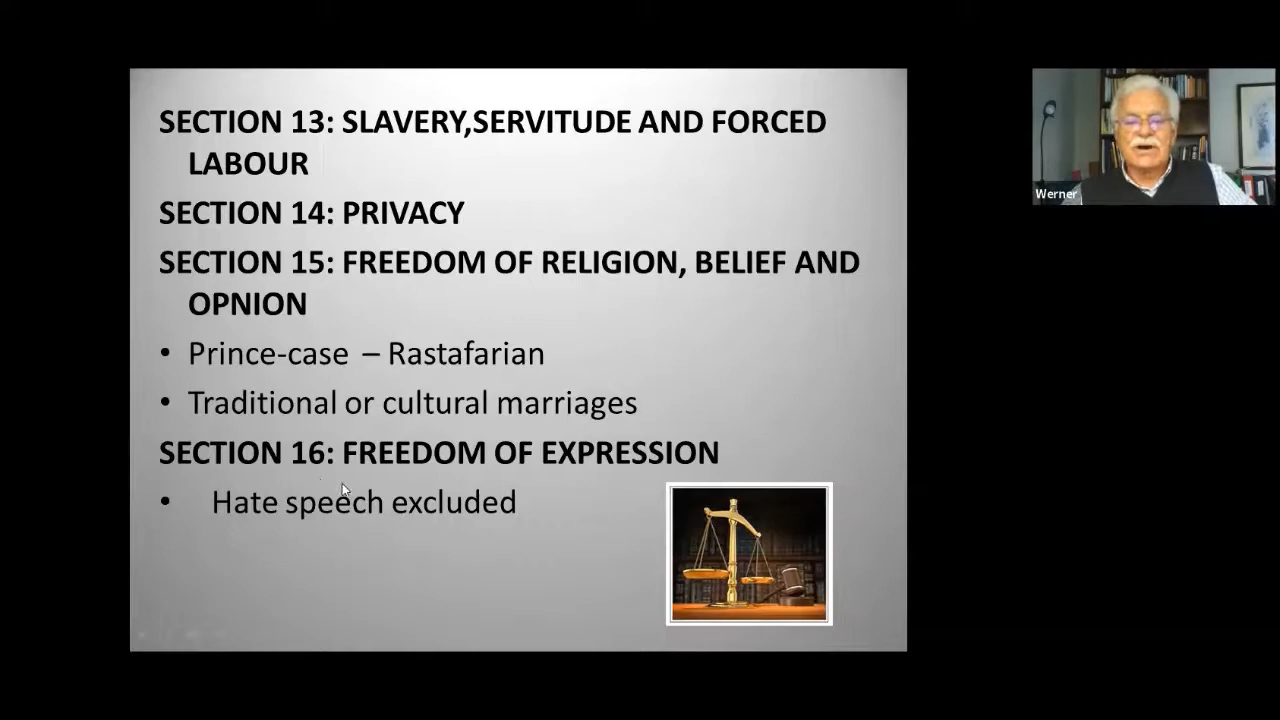 SECTION 13: SLAVERY,SERVITUDE AND FORCED
LABOUR
SECTION 14: PRIVACY
SECTION 15: FREEDOM OF RELIGION, BELIEF AND
OPNION
• Prince-case – Rastafarian
• Traditional or cultural marriages
SECTION 16: FREEDOM OF EXPRESSION
• Hate speech excluded
Werner